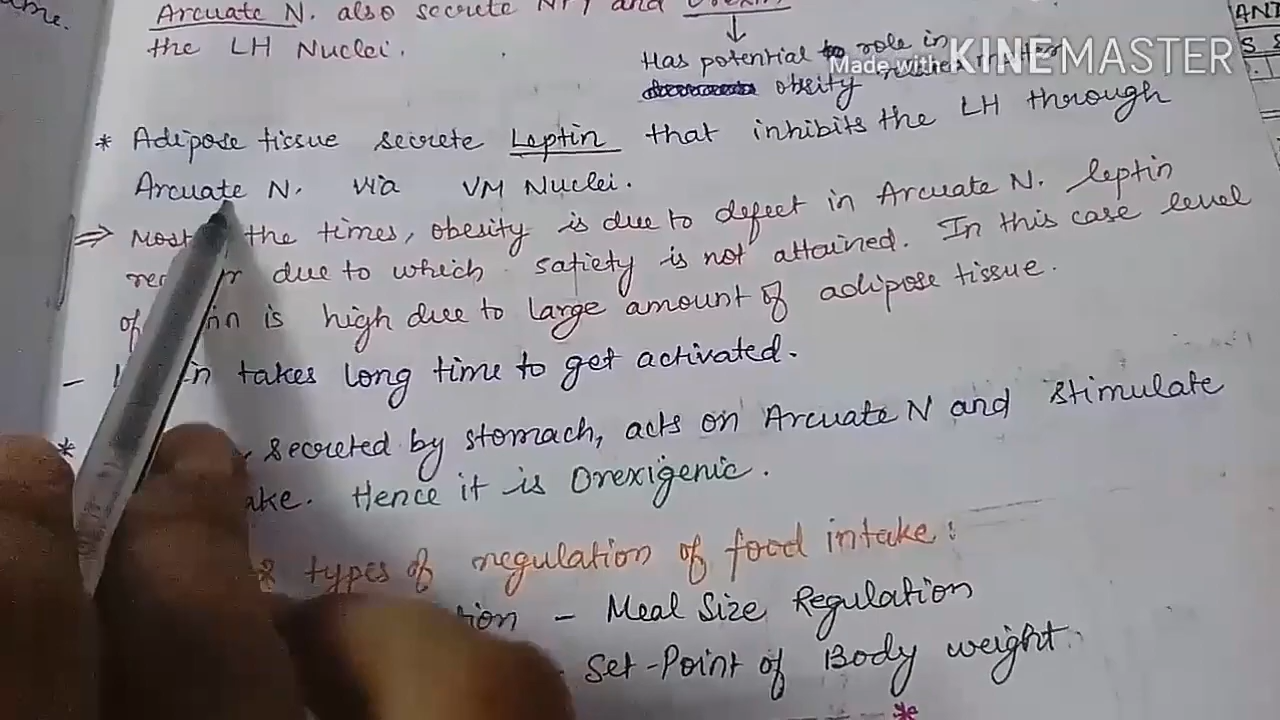 Arcuate N. also secrete NPY and
the LH Nuclei.
Has potential role in
obsity related
Made with KINEMASTER
ANT
S S
* Adipose tissue secrete Leptin that inhibits the LH through
Arcuate N. via VM Nuclei.
⇒ Most the times, obesity is due to defect in Arcuate N. leptin
due to which satiety is not attained. In this case level
of is high due to large amount of adipose tissue.
- takes long time to get activated.
* secreted by stomach, acts on Arcuate N and stimulate
Hence it is Orexigenic.
types of regulation of food intake:
- Meal Size Regulation
- Set-Point of Body weight.
*